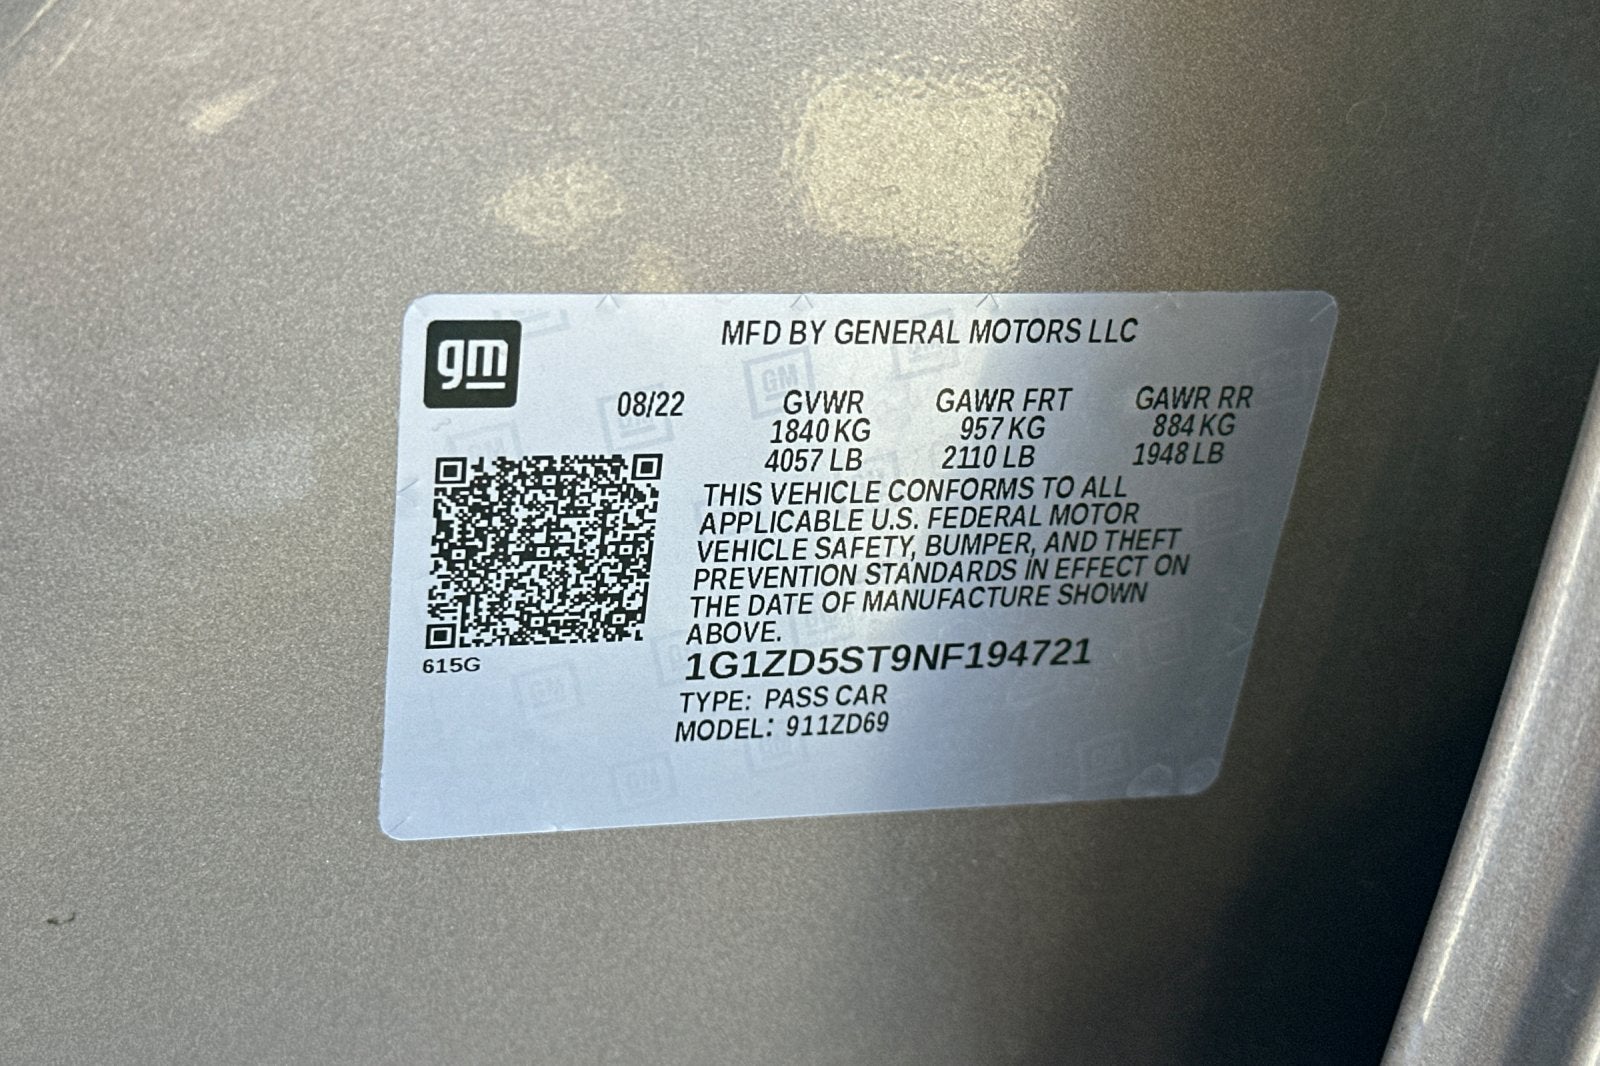 gm
MFD BY GENERAL MOTORS LLC
08/22 GVWR GAWR FRT GAWR RR
1840 KG 957 KG 884 KG
4057 LB 2110 LB 1948 LB
THIS VEHICLE CONFORMS TO ALL
APPLICABLE U.S. FEDERAL MOTOR
VEHICLE SAFETY, BUMPER, AND THEFT
PREVENTION STANDARDS IN EFFECT ON
THE DATE OF MANUFACTURE SHOWN
ABOVE.
1G1ZD5ST9NF194721
TYPE: PASS CAR
MODEL: 911ZD69
615G